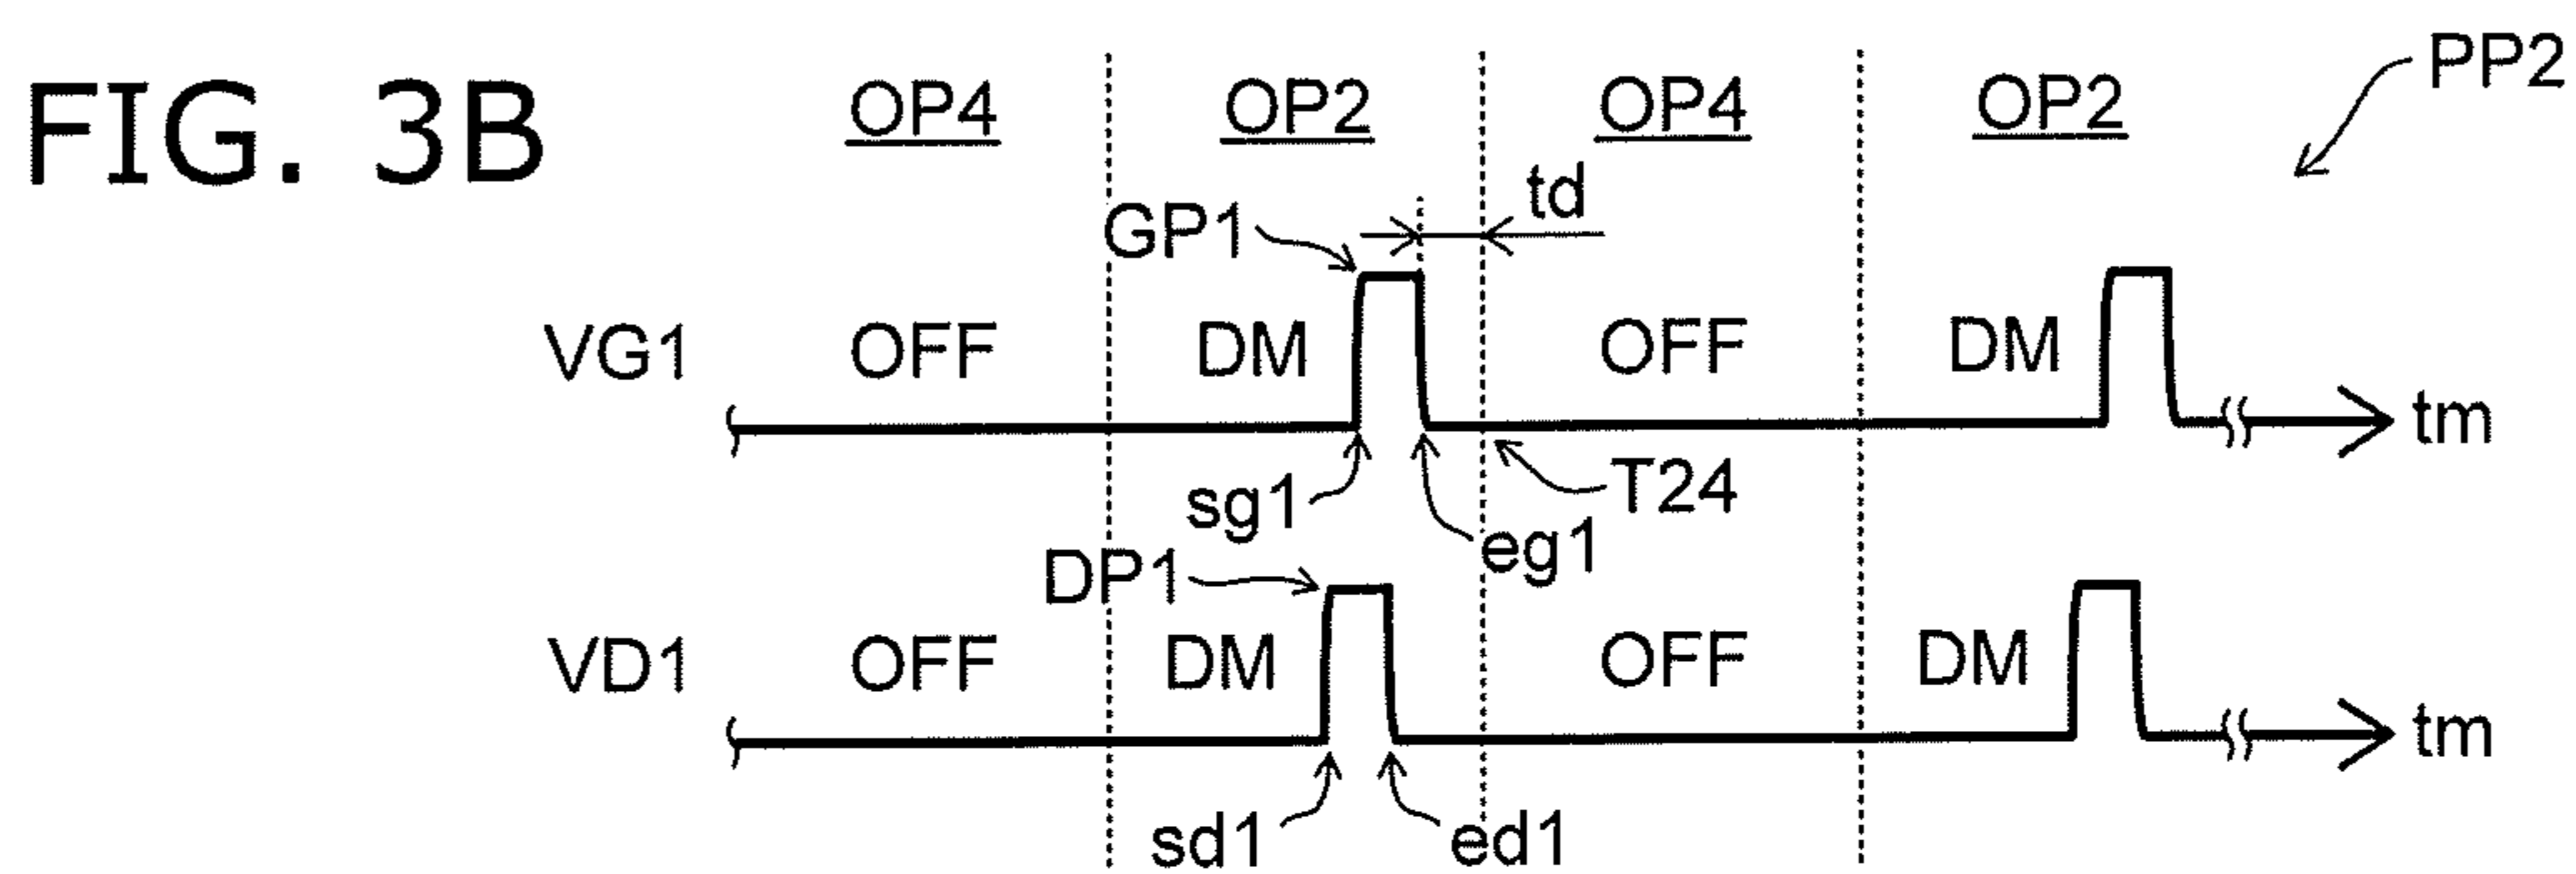 FIG. 3B
OP4 OP2 OP4 OP2 PP2
GP1 td
VG1 OFF DM OFF DM tm
sg1 eg1 T24
DP1
VD1 OFF DM OFF DM tm
sd1 ed1